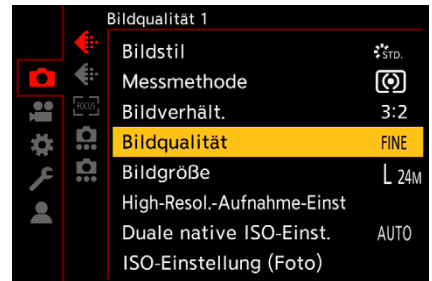 Bildqualität 1
Bildstil STD.
Messmethode
FOCUS
Bildverhält. 3:2
Bildqualität FINE
Bildgröße L 24M
High-Resol.-Aufnahme-Einst
Duale native ISO-Einst. AUTO
ISO-Einstellung (Foto)